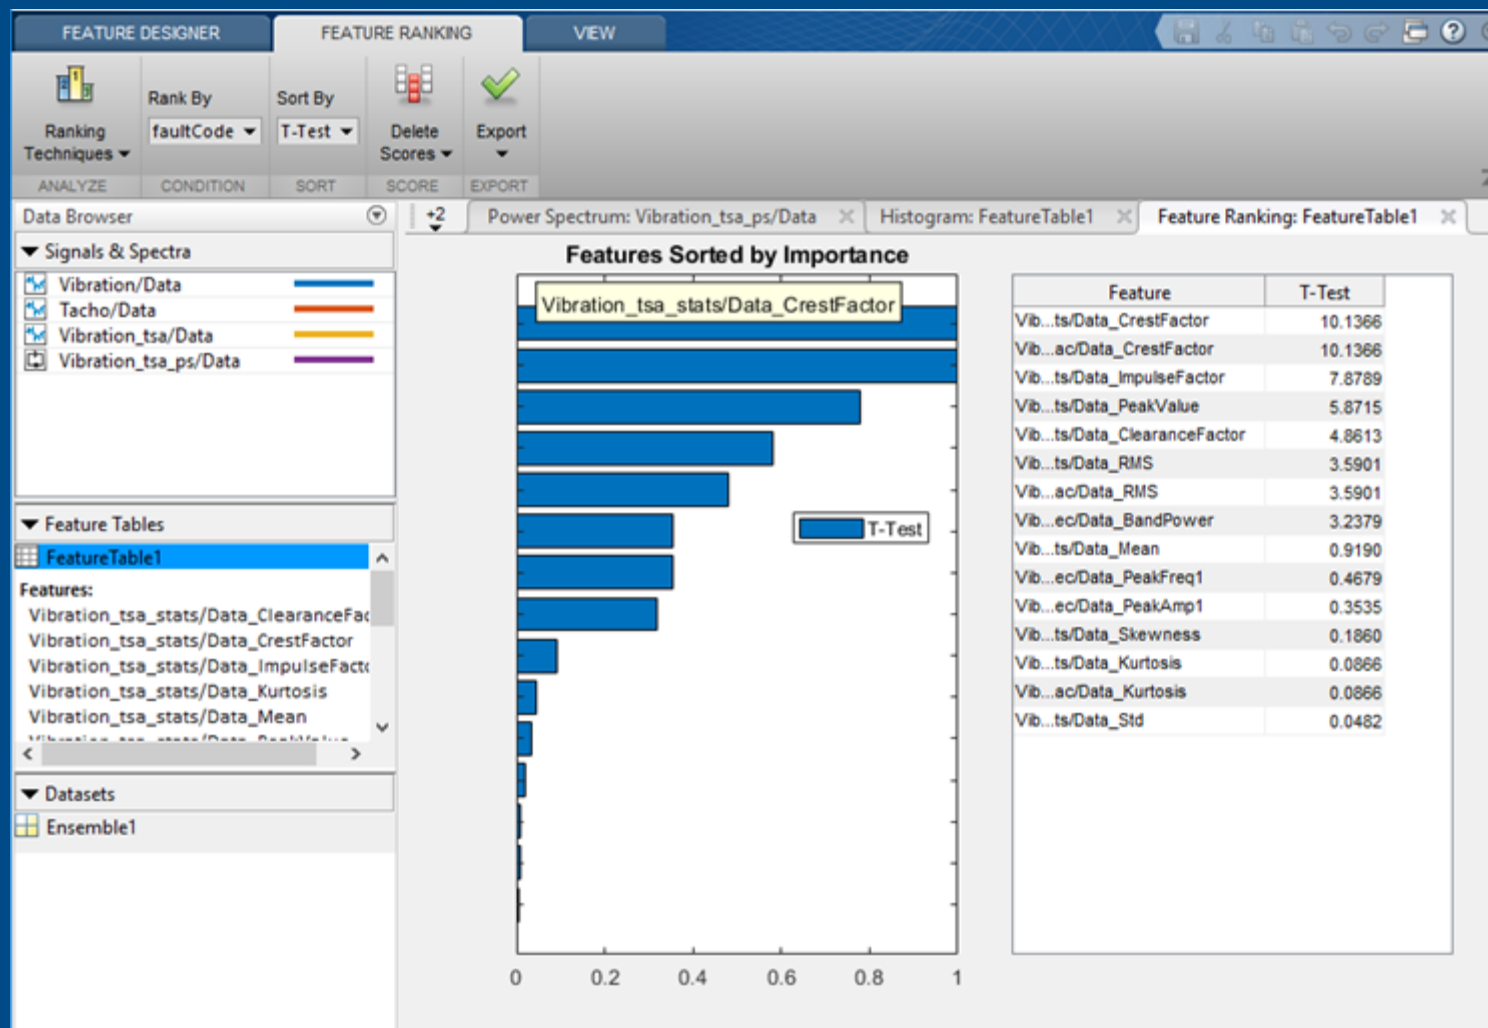 FEATURE DESIGNER
FEATURE RANKING
VIEW
Ranking
Techniques
Rank By
faultCode
Sort By
T-Test
Delete
Scores
Export
ANALYZE
CONDITION
SORT
SCORE
EXPORT
Data Browser
Signals & Spectra
Vibration/Data
Tacho/Data
Vibration_tsa/Data
Vibration_tsa_ps/Data
Feature Tables
FeatureTable1
Features:
Vibration_tsa_stats/Data_ClearanceFac
Vibration_tsa_stats/Data_CrestFactor
Vibration_tsa_stats/Data_ImpulseFacto
Vibration_tsa_stats/Data_Kurtosis
Vibration_tsa_stats/Data_Mean
Datasets
Ensemble1
+2
Power Spectrum: Vibration_tsa_ps/Data
Histogram: FeatureTable1
Feature Ranking: FeatureTable1
Features Sorted by Importance
Vibration_tsa_stats/Data_CrestFactor
T-Test
0 0.2 0.4 0.6 0.8 1
Feature T-Test
Vib...ts/Data_CrestFactor 10.1366
Vib...ac/Data_CrestFactor 10.1366
Vib...ts/Data_ImpulseFactor 7.8789
Vib...ts/Data_PeakValue 5.8715
Vib...ts/Data_ClearanceFactor 4.8613
Vib...ts/Data_RMS 3.5901
Vib...ac/Data_RMS 3.5901
Vib...ec/Data_BandPower 3.2379
Vib...ts/Data_Mean 0.9190
Vib...ec/Data_PeakFreq1 0.4679
Vib...ec/Data_PeakAmp1 0.3535
Vib...ts/Data_Skewness 0.1860
Vib...ts/Data_Kurtosis 0.0866
Vib...ac/Data_Kurtosis 0.0866
Vib...ts/Data_Std 0.0482